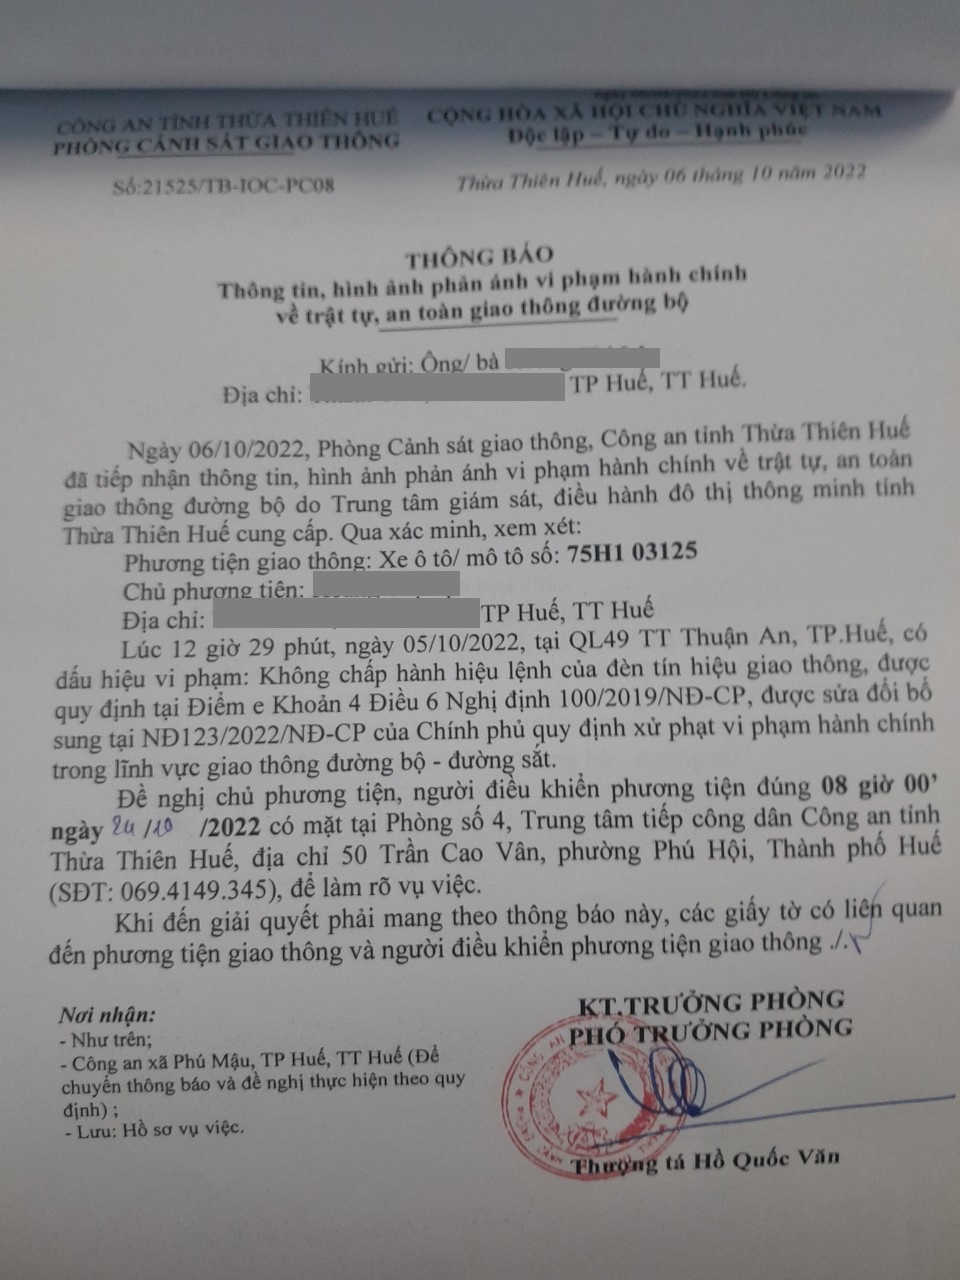 CÔNG AN TỈNH THỪA THIÊN HUẾ
PHÒNG CẢNH SÁT GIAO THÔNG
Số:21525/TB-IOC-PC08
CỘNG HÒA XÃ HỘI CHỦ NGHĨA VIỆT NAM
Độc lập – Tự do – Hạnh phúc
Thừa Thiên Huế, ngày 06 tháng 10 năm 2022
THÔNG BÁO
Thông tin, hình ảnh phản ánh vi phạm hành chính
về trật tự, an toàn giao thông đường bộ
Kính gửi: Ông/ bà
Địa chỉ: TP Huế, TT Huế.
Ngày 06/10/2022, Phòng Cảnh sát giao thông, Công an tỉnh Thừa Thiên Huế
đã tiếp nhận thông tin, hình ảnh phản ánh vi phạm hành chính về trật tự, an toàn
giao thông đường bộ do Trung tâm giám sát, điều hành đô thị thông minh tỉnh
Thừa Thiên Huế cung cấp. Qua xác minh, xem xét:
Phương tiện giao thông: Xe ô tô/ mô tô số: 75H1 03125
Chủ phương tiện:
Địa chỉ: TP Huế, TT Huế
Lúc 12 giờ 29 phút, ngày 05/10/2022, tại QL49 TT Thuận An, TP.Huế, có
dấu hiệu vi phạm: Không chấp hành hiệu lệnh của đèn tín hiệu giao thông, được
quy định tại Điểm e Khoản 4 Điều 6 Nghị định 100/2019/NĐ-CP, được sửa đổi bổ
sung tại NĐ123/2022/NĐ-CP của Chính phủ quy định xử phạt vi phạm hành chính
trong lĩnh vực giao thông đường bộ - đường sắt.
Đề nghị chủ phương tiện, người điều khiển phương tiện đúng 08 giờ 00’
ngày 24/10 /2022 có mặt tại Phòng số 4, Trung tâm tiếp công dân Công an tỉnh
Thừa Thiên Huế, địa chỉ 50 Trần Cao Vân, phường Phú Hội, Thành phố Huế
(SĐT: 069.4149.345), để làm rõ vụ việc.
Khi đến giải quyết phải mang theo thông báo này, các giấy tờ có liên quan
đến phương tiện giao thông và người điều khiển phương tiện giao thông ./.
Nơi nhận:
- Như trên;
- Công an xã Phú Mậu, TP Huế, TT Huế (Để
chuyển thông báo và đề nghị thực hiện theo quy
định) ;
- Lưu: Hồ sơ vụ việc.
KT.TRƯỞNG PHÒNG
PHÓ TRƯỞNG PHÒNG
Thượng tá Hồ Quốc Văn